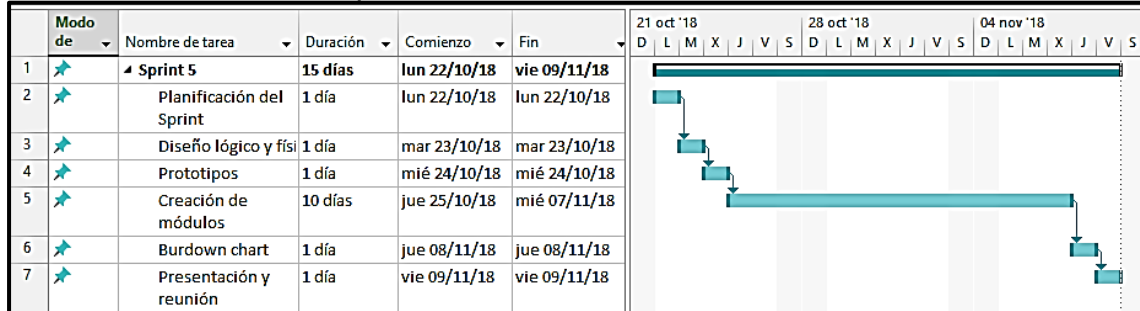 Modo de Nombre de tarea Duración Comienzo Fin
21 oct '18 28 oct '18 04 nov '18
D L M X J V S D L M X J V S D L M X J V S
1 Sprint 5 15 días lun 22/10/18 vie 09/11/18
2 Planificación del Sprint 1 día lun 22/10/18 lun 22/10/18
3 Diseño lógico y físi 1 día mar 23/10/18 mar 23/10/18
4 Prototipos 1 día mié 24/10/18 mié 24/10/18
5 Creación de módulos 10 días jue 25/10/18 mié 07/11/18
6 Burdown chart 1 día jue 08/11/18 jue 08/11/18
7 Presentación y reunión 1 día vie 09/11/18 vie 09/11/18